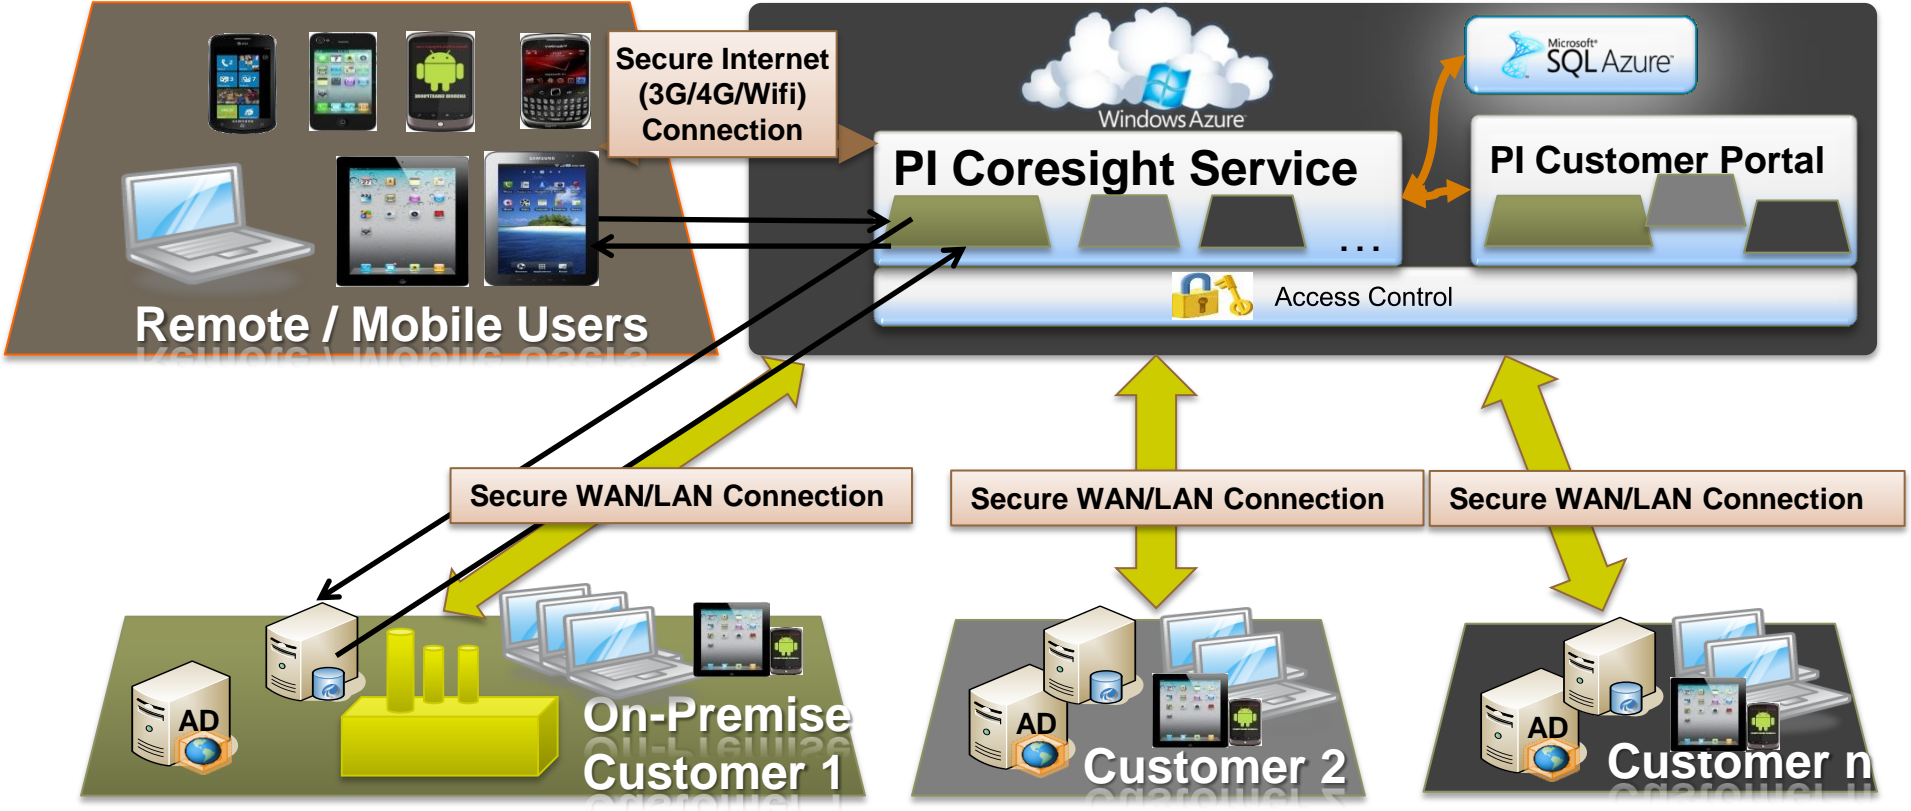 Secure Internet
(3G/4G/Wifi)
Connection
Windows Azure
Microsoft
SQL Azure
PI Coresight Service
PI Customer Portal
...
Access Control
Remote / Mobile Users
Secure WAN/LAN Connection
Secure WAN/LAN Connection
Secure WAN/LAN Connection
AD
On-Premise
Customer 1
AD
Customer 2
AD
Customer n
SAMSUNG